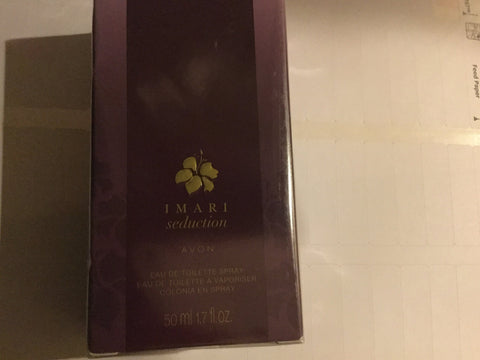 IMARI
seduction
AVON
EAU DE TOILETTE SPRAY
EAU DE TOILETTE À VAPORISER
COLONIA EN SPRAY
50 ml 1.7 fl.oz.
Feed Paper